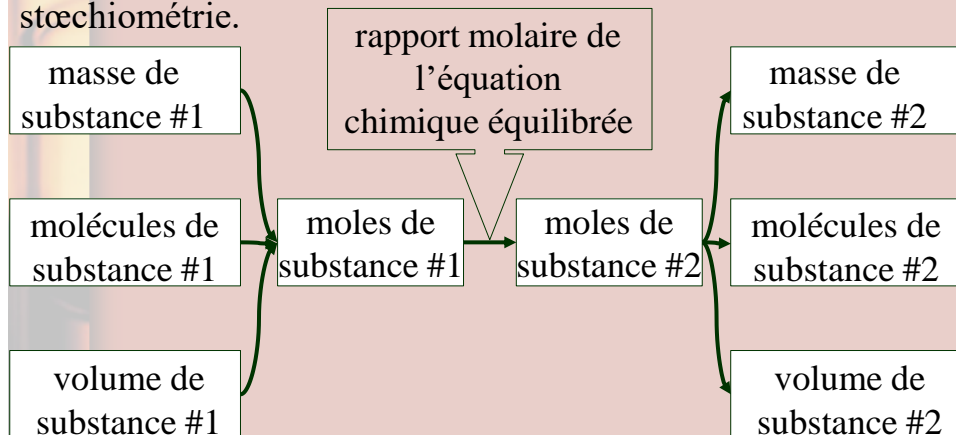 stœchiométrie.
rapport molaire de
l’équation
chimique équilibrée
masse de
substance #1
masse de
substance #2
molécules de
substance #1
moles de
substance #1
moles de
substance #2
molécules de
substance #2
volume de
substance #1
volume de
substance #2